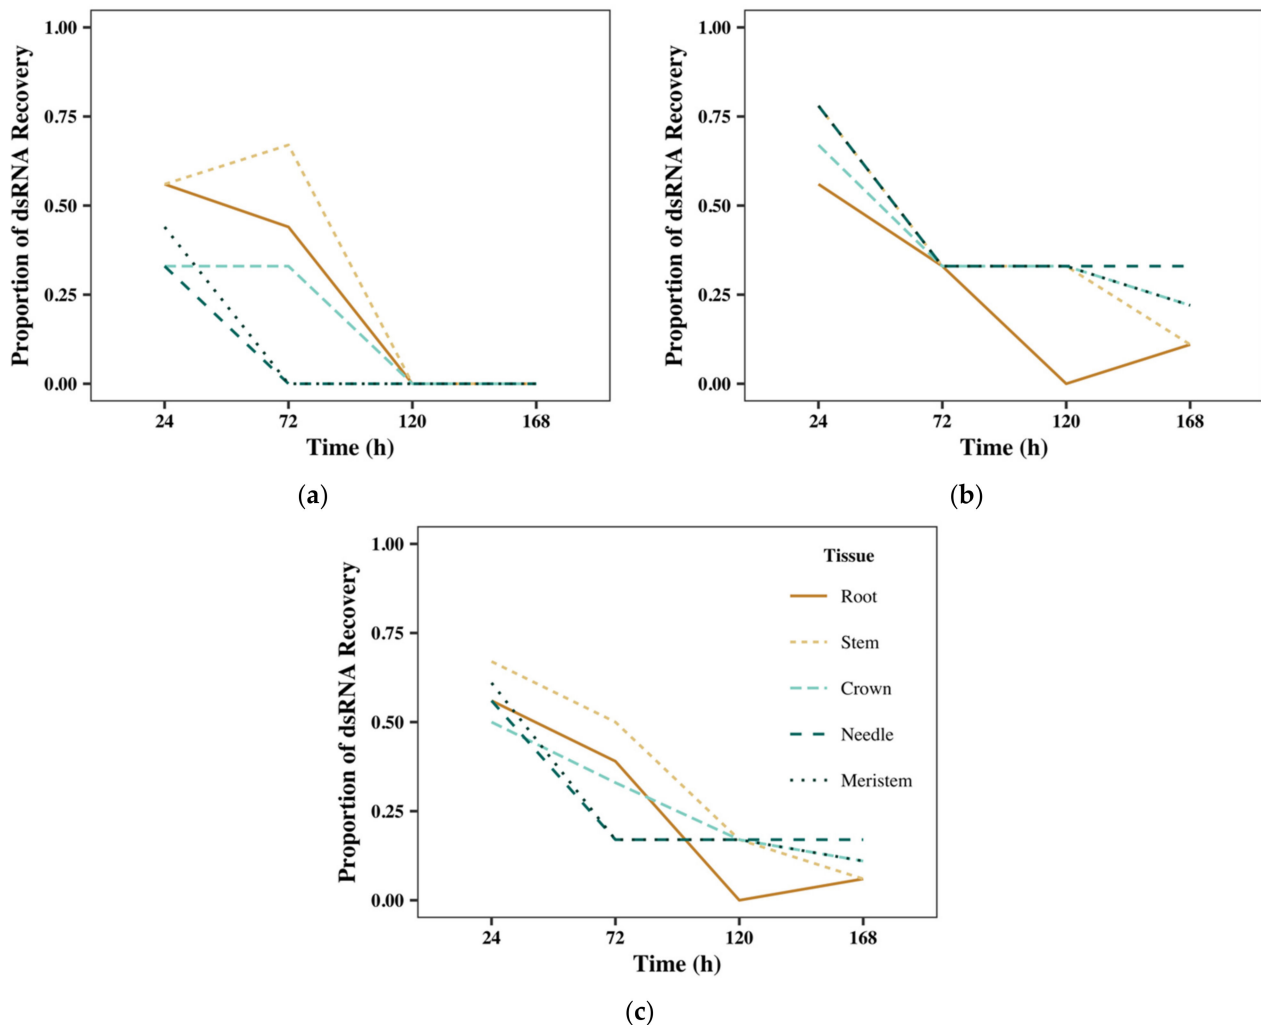 1.00
0.75
0.50
0.25
0.00
Proportion of dsRNA Recovery
24 72 120 168
Time (h)
(a)
1.00
0.75
0.50
0.25
0.00
Proportion of dsRNA Recovery
24 72 120 168
Time (h)
(b)
1.00
0.75
0.50
0.25
0.00
Proportion of dsRNA Recovery
Tissue
Root
Stem
Crown
Needle
Meristem
24 72 120 168
Time (h)
(c)